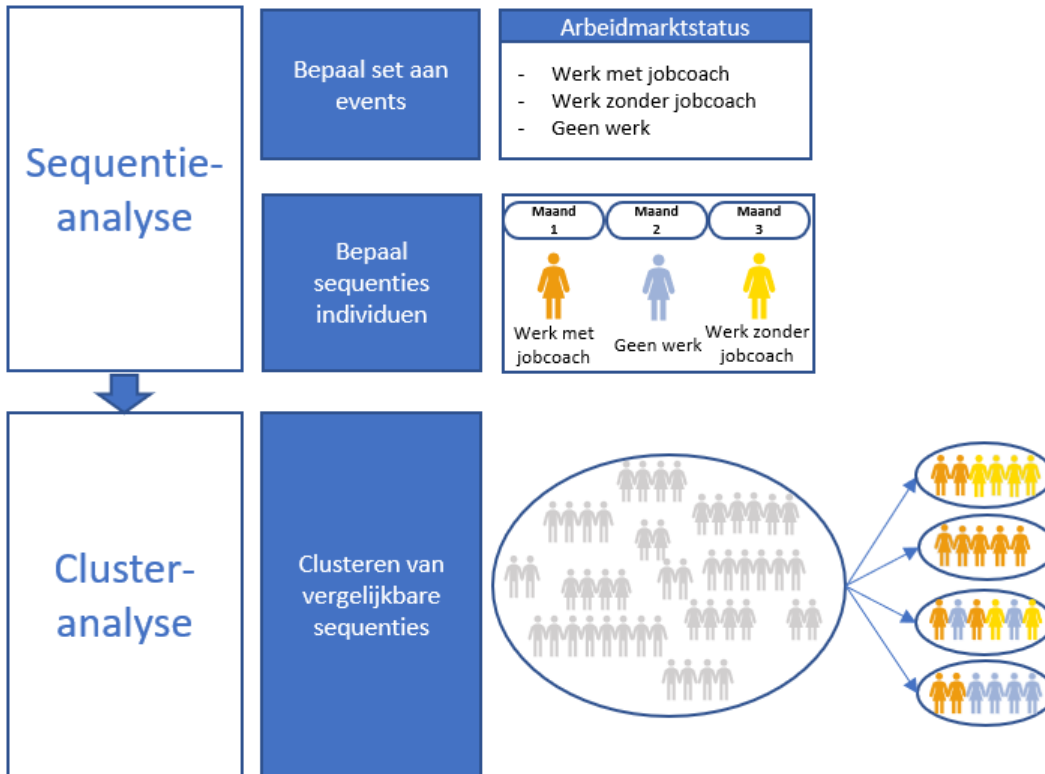 Sequentie-
analyse
Bepaal set aan
events
Arbeidmarktstatus
- Werk met jobcoach
- Werk zonder jobcoach
- Geen werk
Bepaal
sequenties
individuen
Maand
1
Maand
2
Maand
3
Werk met
jobcoach
Geen werk
Werk zonder
jobcoach
Cluster-
analyse
Clusteren van
vergelijkbare
sequenties